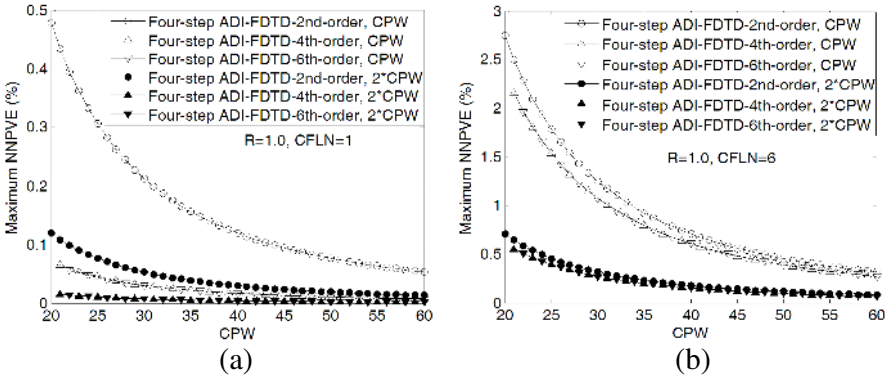 0.5
0.4
0.3
0.2
0.1
0
Maximum NNPVE (%)
Four-step ADI-FDTD-2nd-order, CPW
Four-step ADI-FDTD-4th-order, CPW
Four-step ADI-FDTD-6th-order, CPW
Four-step ADI-FDTD-2nd-order, 2*CPW
Four-step ADI-FDTD-4th-order, 2*CPW
Four-step ADI-FDTD-6th-order, 2*CPW
R=1.0, CFLN=1
20 25 30 35 40 45 50 55 60
CPW
(a)
3
2.5
2
1.5
1
0.5
0
Maximum NNPVE (%)
Four-step ADI-FDTD-2nd-order, CPW
Four-step ADI-FDTD-4th-order, CPW
Four-step ADI-FDTD-6th-order, CPW
Four-step ADI-FDTD-2nd-order, 2*CPW
Four-step ADI-FDTD-4th-order, 2*CPW
Four-step ADI-FDTD-6th-order, 2*CPW
R=1.0, CFLN=6
20 25 30 35 40 45 50 55 60
CPW
(b)